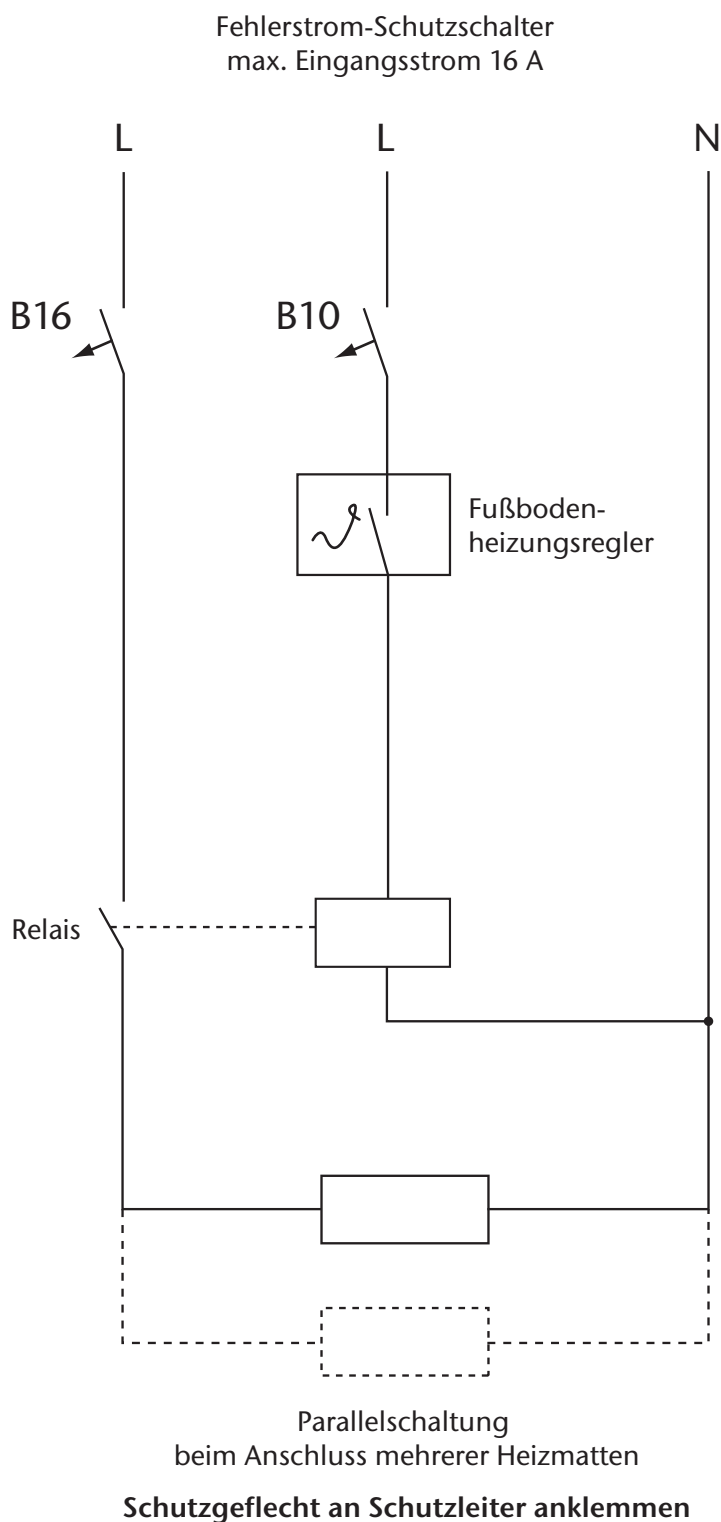 Fehlerstrom-Schutzschalter
max. Eingangsstrom 16 A
L L N
B16 B10
Fußboden-
heizungsregler
Relais
Parallelschaltung
beim Anschluss mehrerer Heizmatten
Schutzgeflecht an Schutzleiter anklemmen